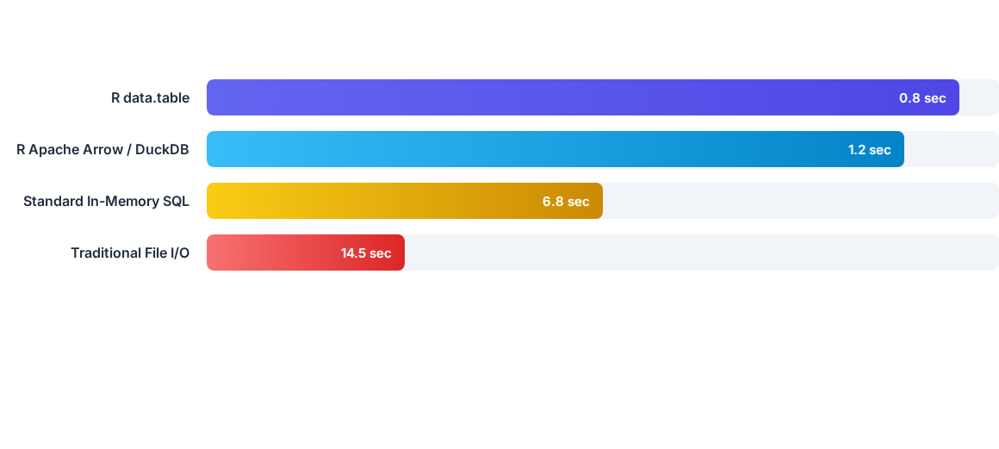 R data.table
0.8 sec
R Apache Arrow / DuckDB
1.2 sec
Standard In-Memory SQL
6.8 sec
Traditional File I/O
14.5 sec